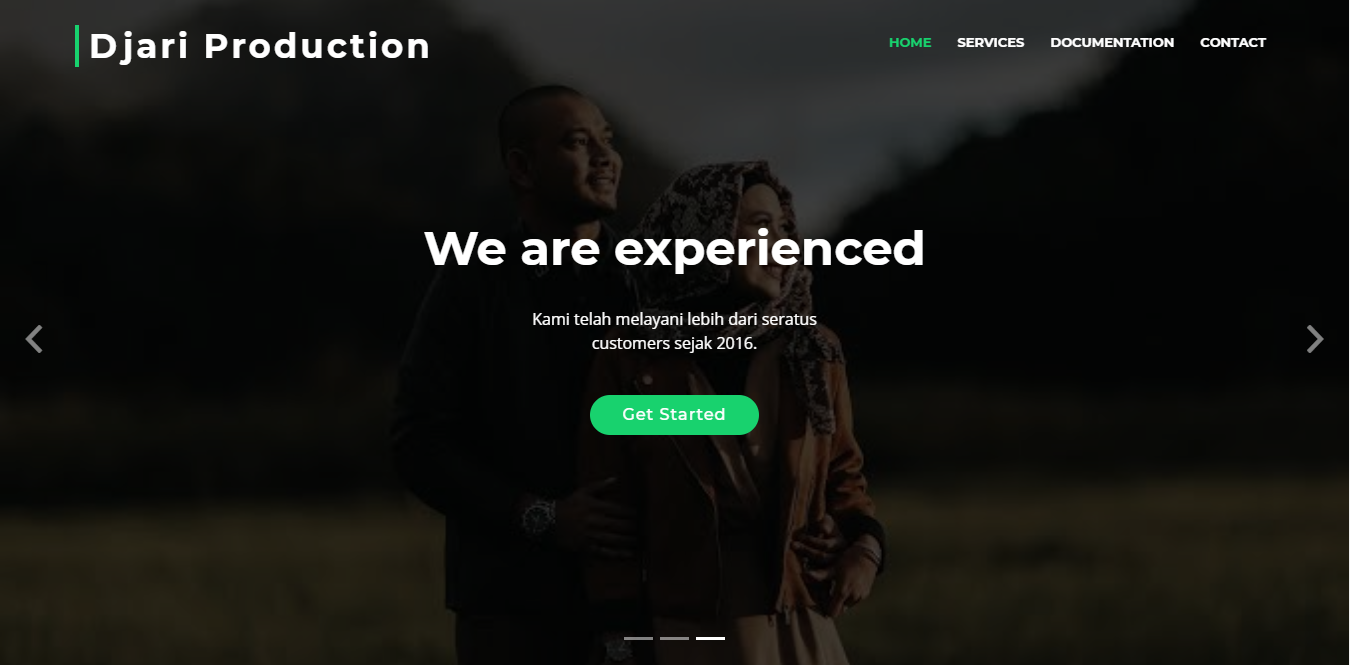 Djari Production
HOME SERVICES DOCUMENTATION CONTACT
We are experienced
Kami telah melayani lebih dari seratus
customers sejak 2016.
Get Started